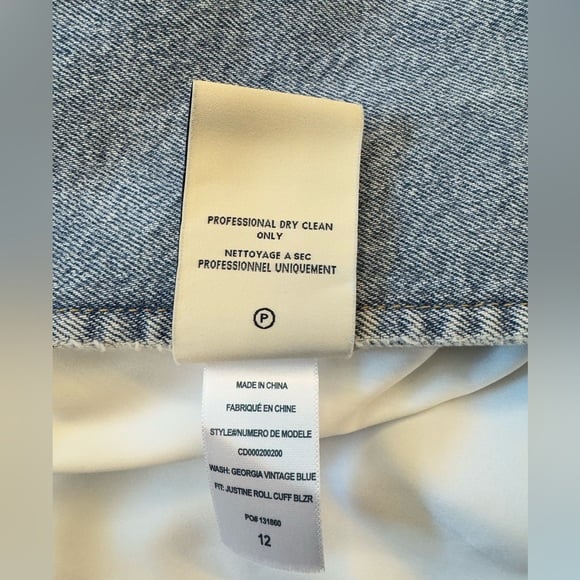 PROFESSIONAL DRY CLEAN
ONLY
NETTOYAGE A SEC
PROFESSIONNEL UNIQUEMENT
P
MADE IN CHINA
FABRIQUÉ EN CHINE
STYLE#/NUMERO DE MODELE
CD000200200
WASH: GEORGIA VINTAGE BLUE
FIT: JUSTINE ROLL CUFF BLZR
PO# 131860
12